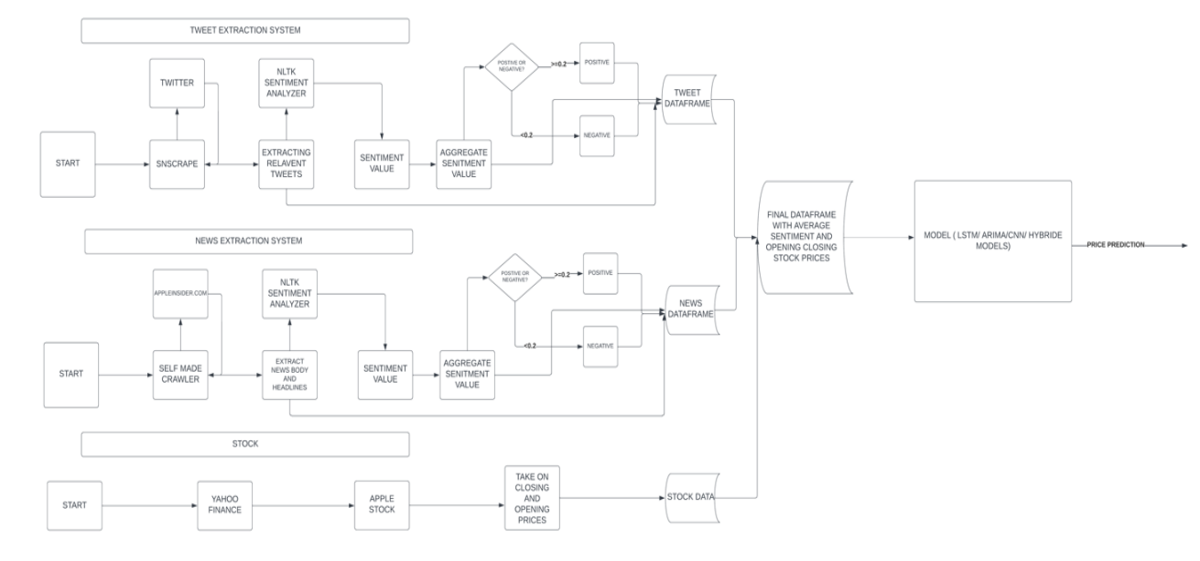 TWEET EXTRACTION SYSTEM
TWITTER
NLTK
SENTIMENT
ANALYZER
POSTIVE OR
NEGATIVE?
>=0.2
POSITIVE
TWEET
DATAFRAME
START
SNSCRAPE
EXTRACTING
RELAVENT
TWEETS
SENTIMENT
VALUE
AGGREGATE
SENITMENT
VALUE
<0.2
NEGATIVE
NEWS EXTRACTION SYSTEM
APPLEINSIDER.COM
NLTK
SENTIMENT
ANALYZER
POSTIVE OR
NEGATIVE?
>=0.2
POSITIVE
NEWS
DATAFRAME
START
SELF MADE
CRAWLER
EXTRACT
NEWS BODY
AND
HEADLINES
SENTIMENT
VALUE
AGGREGATE
SENITMENT
VALUE
<0.2
NEGATIVE
STOCK
START
YAHOO
FINANCE
APPLE
STOCK
TAKE ON
CLOSING
AND
OPENING
PRICES
STOCK DATA
FINAL DATAFRAME
WITH AVERAGE
SENTIMENT AND
OPENING CLOSING
STOCK PRICES
MODEL ( LSTM/ ARIMA/CNN/ HYBRIDE
MODELS)
PRICE PREDICTION